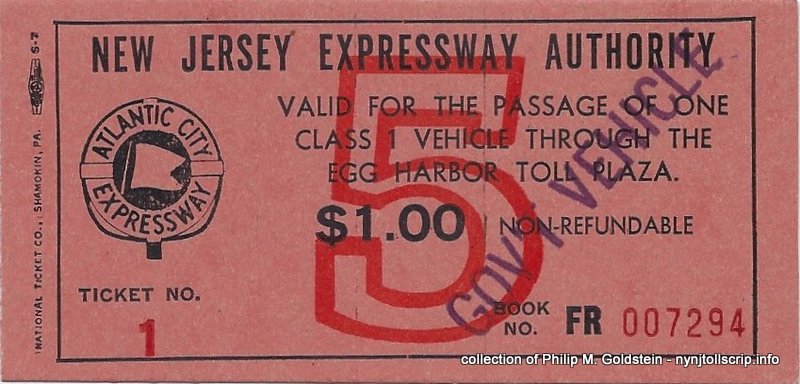 NEW JERSEY EXPRESSWAY AUTHORITY
VALID FOR THE PASSAGE OF ONE
CLASS 1 VEHICLE THROUGH THE
EGG HARBOR TOLL PLAZA.
$1.00 NON-REFUNDABLE
5
GOV'T VEHICLE
ATLANTIC CITY
EXPRESSWAY
TICKET NO.
1
BOOK
NO. FR 007294
NATIONAL TICKET CO., SHAMOKIN, PA.
S-7
collection of Philip M. Goldstein - nynjtollscrip.info